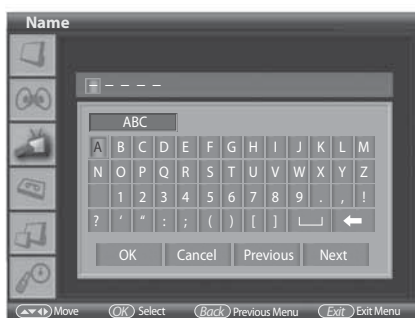 Name
– – – – –
ABC
A B C D E F G H I J K L M
N O P Q R S T U V W X Y Z
1 2 3 4 5 6 7 8 9 . , !
? ' " : ; ( ) [ ]
OK Cancel Previous Next
Move OK Select Back Previous Menu Exit Exit Menu